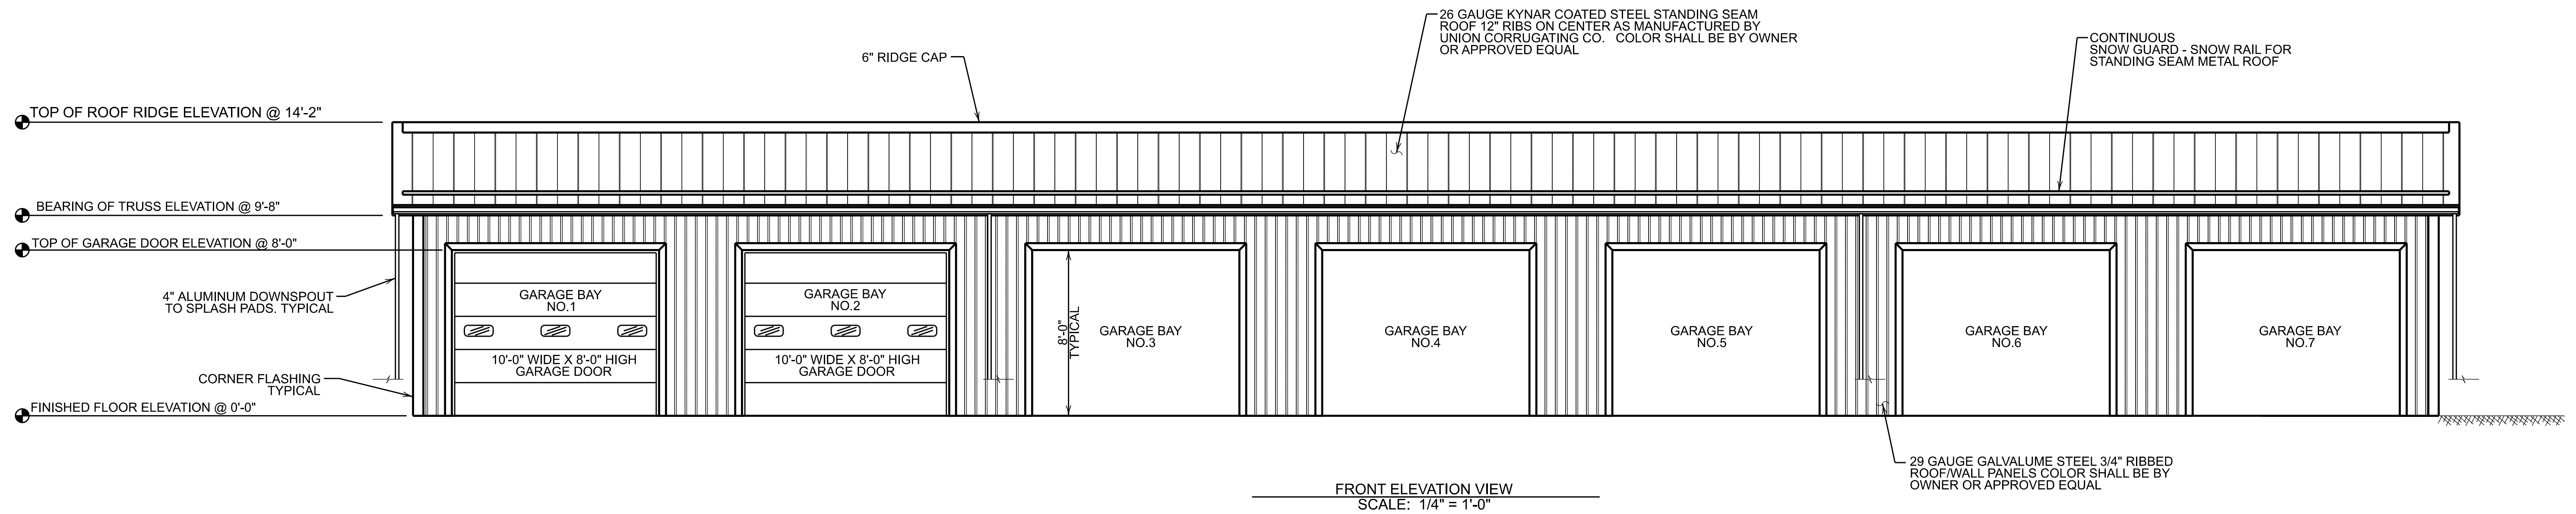 26 GAUGE KYNAR COATED STEEL STANDING SEAM
ROOF 12" RIBS ON CENTER AS MANUFACTURED BY
UNION CORRUGATING CO. COLOR SHALL BE BY OWNER
OR APPROVED EQUAL
CONTINUOUS
SNOW GUARD - SNOW RAIL FOR
STANDING SEAM METAL ROOF
6" RIDGE CAP
TOP OF ROOF RIDGE ELEVATION @ 14'-2"
BEARING OF TRUSS ELEVATION @ 9'-8"
TOP OF GARAGE DOOR ELEVATION @ 8'-0"
4" ALUMINUM DOWNSPOUT
TO SPLASH PADS. TYPICAL
CORNER FLASHING
TYPICAL
FINISHED FLOOR ELEVATION @ 0'-0"
GARAGE BAY
NO.1
10'-0" WIDE X 8'-0" HIGH
GARAGE DOOR
GARAGE BAY
NO.2
10'-0" WIDE X 8'-0" HIGH
GARAGE DOOR
8'-0"
TYPICAL
GARAGE BAY
NO.3
GARAGE BAY
NO.4
GARAGE BAY
NO.5
GARAGE BAY
NO.6
GARAGE BAY
NO.7
29 GAUGE GALVALUME STEEL 3/4" RIBBED
ROOF/WALL PANELS COLOR SHALL BE BY
OWNER OR APPROVED EQUAL
FRONT ELEVATION VIEW
SCALE: 1/4" = 1'-0"